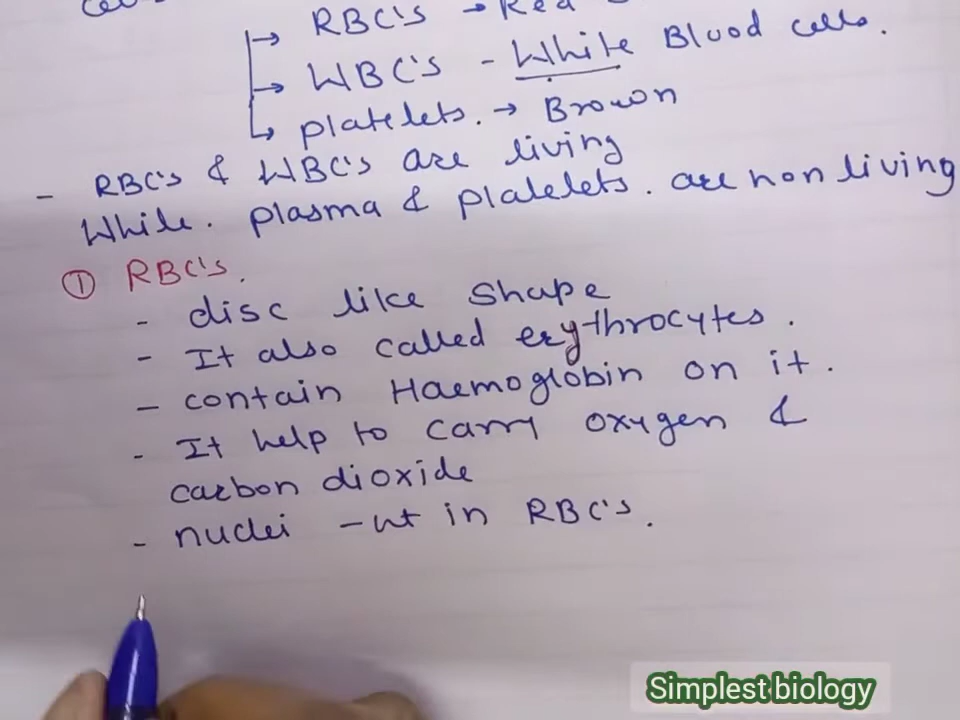 RBC's → Red
WBC's - White Blood cells.
platelets. → Brown
- RBC's & WBC's are living
While. plasma & platelets. are non living
① RBC's.
- disc like shape
- It also called erythrocytes.
- contain Haemoglobin on it.
- It help to carry oxygen &
carbon dioxide
- nuclei -nt in RBC's.
Simplest biology